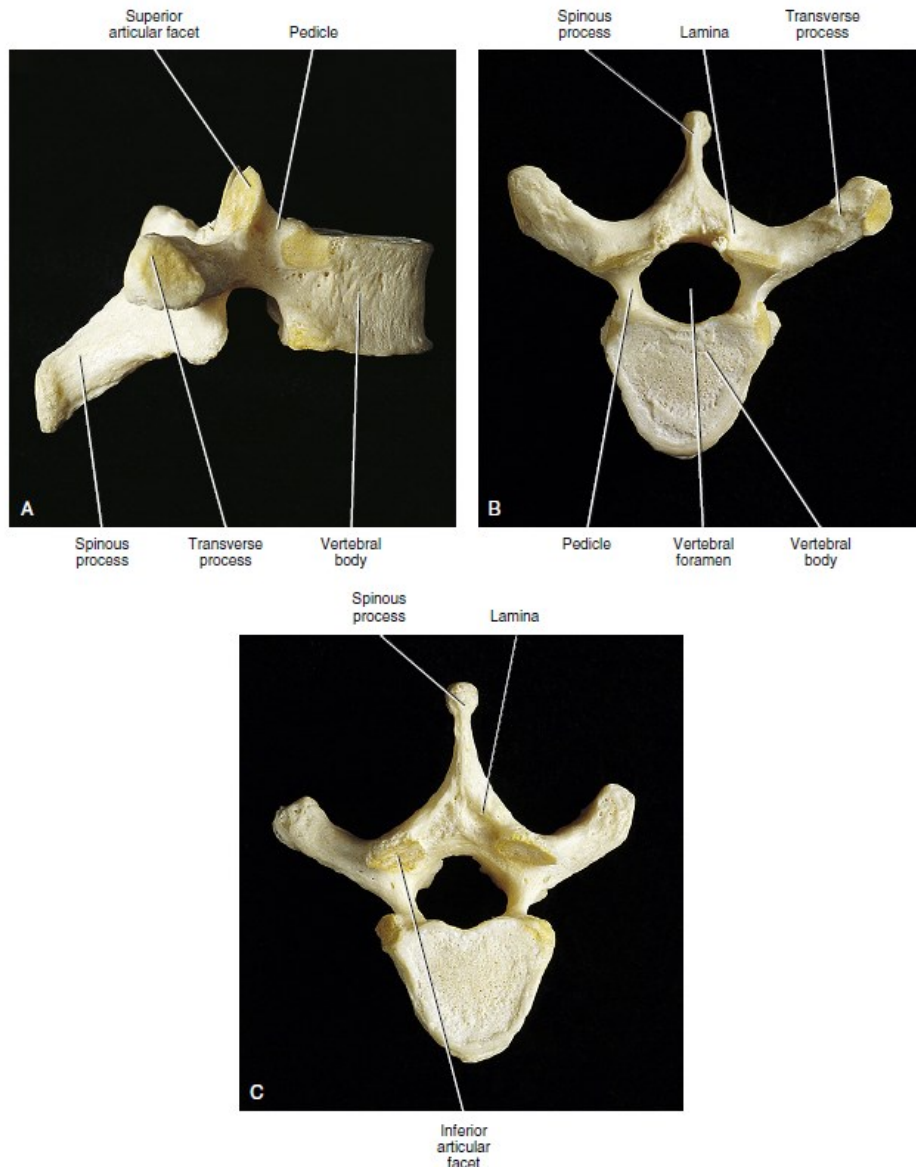 Superior
articular facet
Pedicle
Spinous
process
Lamina
Transverse
process
A
B
Spinous
process
Transverse
process
Vertebral
body
Pedicle
Vertebral
foramen
Vertebral
body
Spinous
process
Lamina
C
Inferior
articular
facet